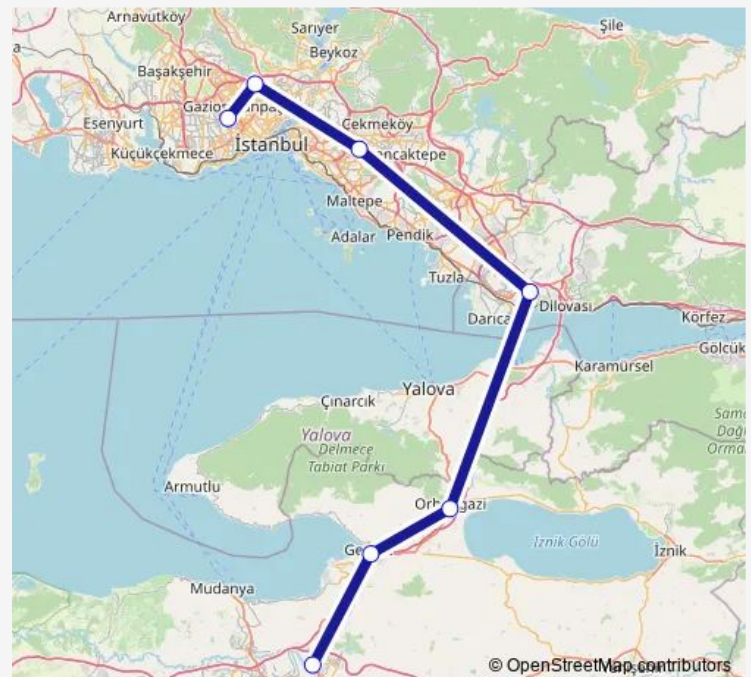 Arnavutköy
Sarıyer
Şile
Beykoz
a
Başakşehir
Esenyurt
Çekmeköy
Küçükçekmece
İstanbul
Maltepe
Adalar
Pendik
Tuzla
Dilovası
Darıca
Körfez
Gölcük
Karamürsel
Yalova
Çınarcık
Yalova
Delmece
Tabiat Parkı
Armutlu
İznik Gölü
İznik
Mudanya
© OpenStreetMap contributors